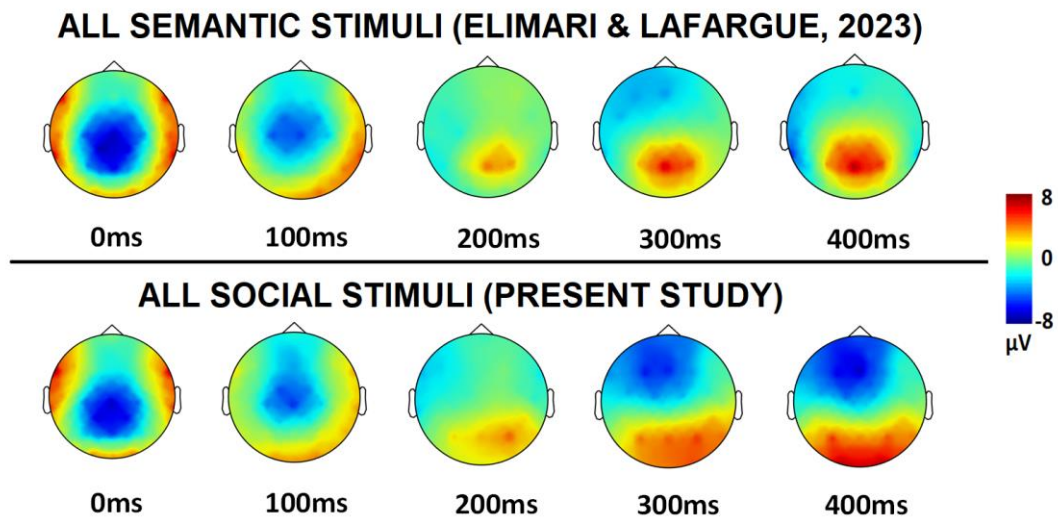 ALL SEMANTIC STIMULI (ELIMARI & LAFARGUE, 2023)
0ms 100ms 200ms 300ms 400ms
8
0
-8
µV
ALL SOCIAL STIMULI (PRESENT STUDY)
0ms 100ms 200ms 300ms 400ms